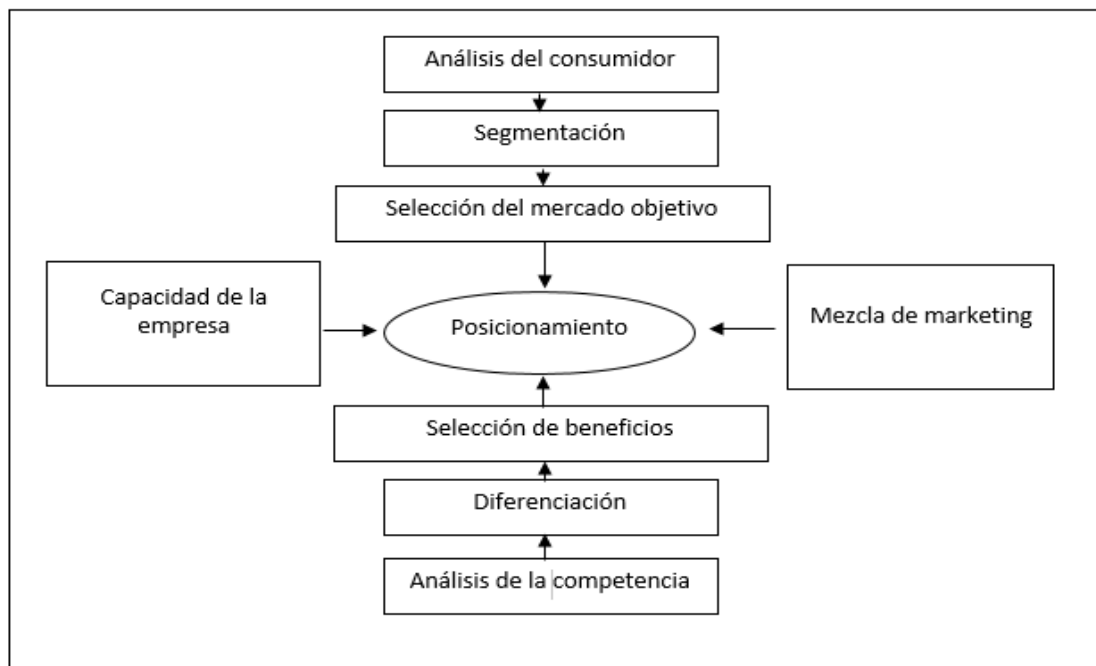 Análisis del consumidor
Segmentación
Selección del mercado objetivo
Capacidad de la
empresa
Posicionamiento
Mezcla de marketing
Selección de beneficios
Diferenciación
Análisis de la competencia